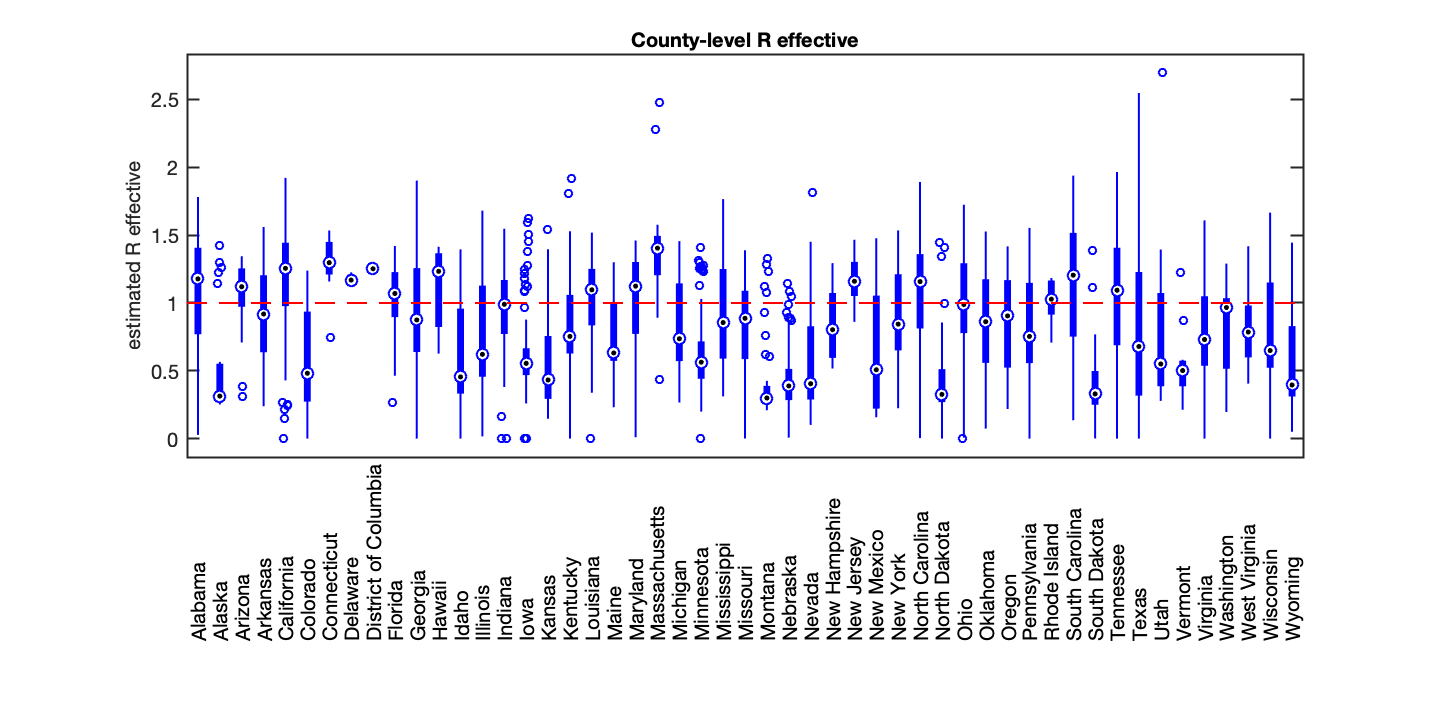 County-level R effective
estimated R effective
2.5
2
1.5
1
0.5
0
Alabama
Alaska
Arizona
Arkansas
California
Colorado
Connecticut
Delaware
District of Columbia
Florida
Georgia
Hawaii
Idaho
Illinois
Indiana
Iowa
Kansas
Kentucky
Louisiana
Maine
Maryland
Massachusetts
Michigan
Minnesota
Mississippi
Missouri
Montana
Nebraska
Nevada
New Hampshire
New Jersey
New Mexico
New York
North Carolina
North Dakota
Ohio
Oklahoma
Oregon
Pennsylvania
Rhode Island
South Carolina
South Dakota
Tennessee
Texas
Utah
Vermont
Virginia
Washington
West Virginia
Wisconsin
Wyoming